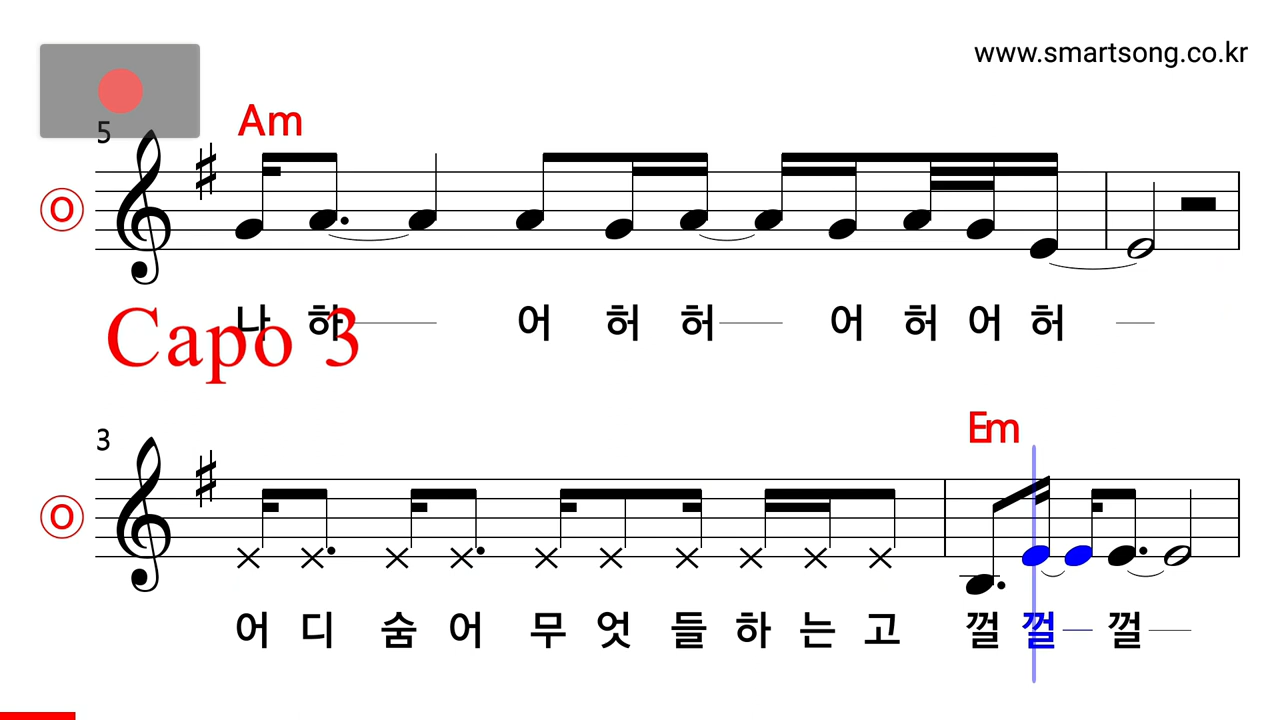 www.smartsong.co.kr
5
Am
O
나 하 어 허 허 어 허 어 허
Capo 3
3
Em
O
어 디 숨 어 무 엇 들 하 는 고 껄 껄 껄